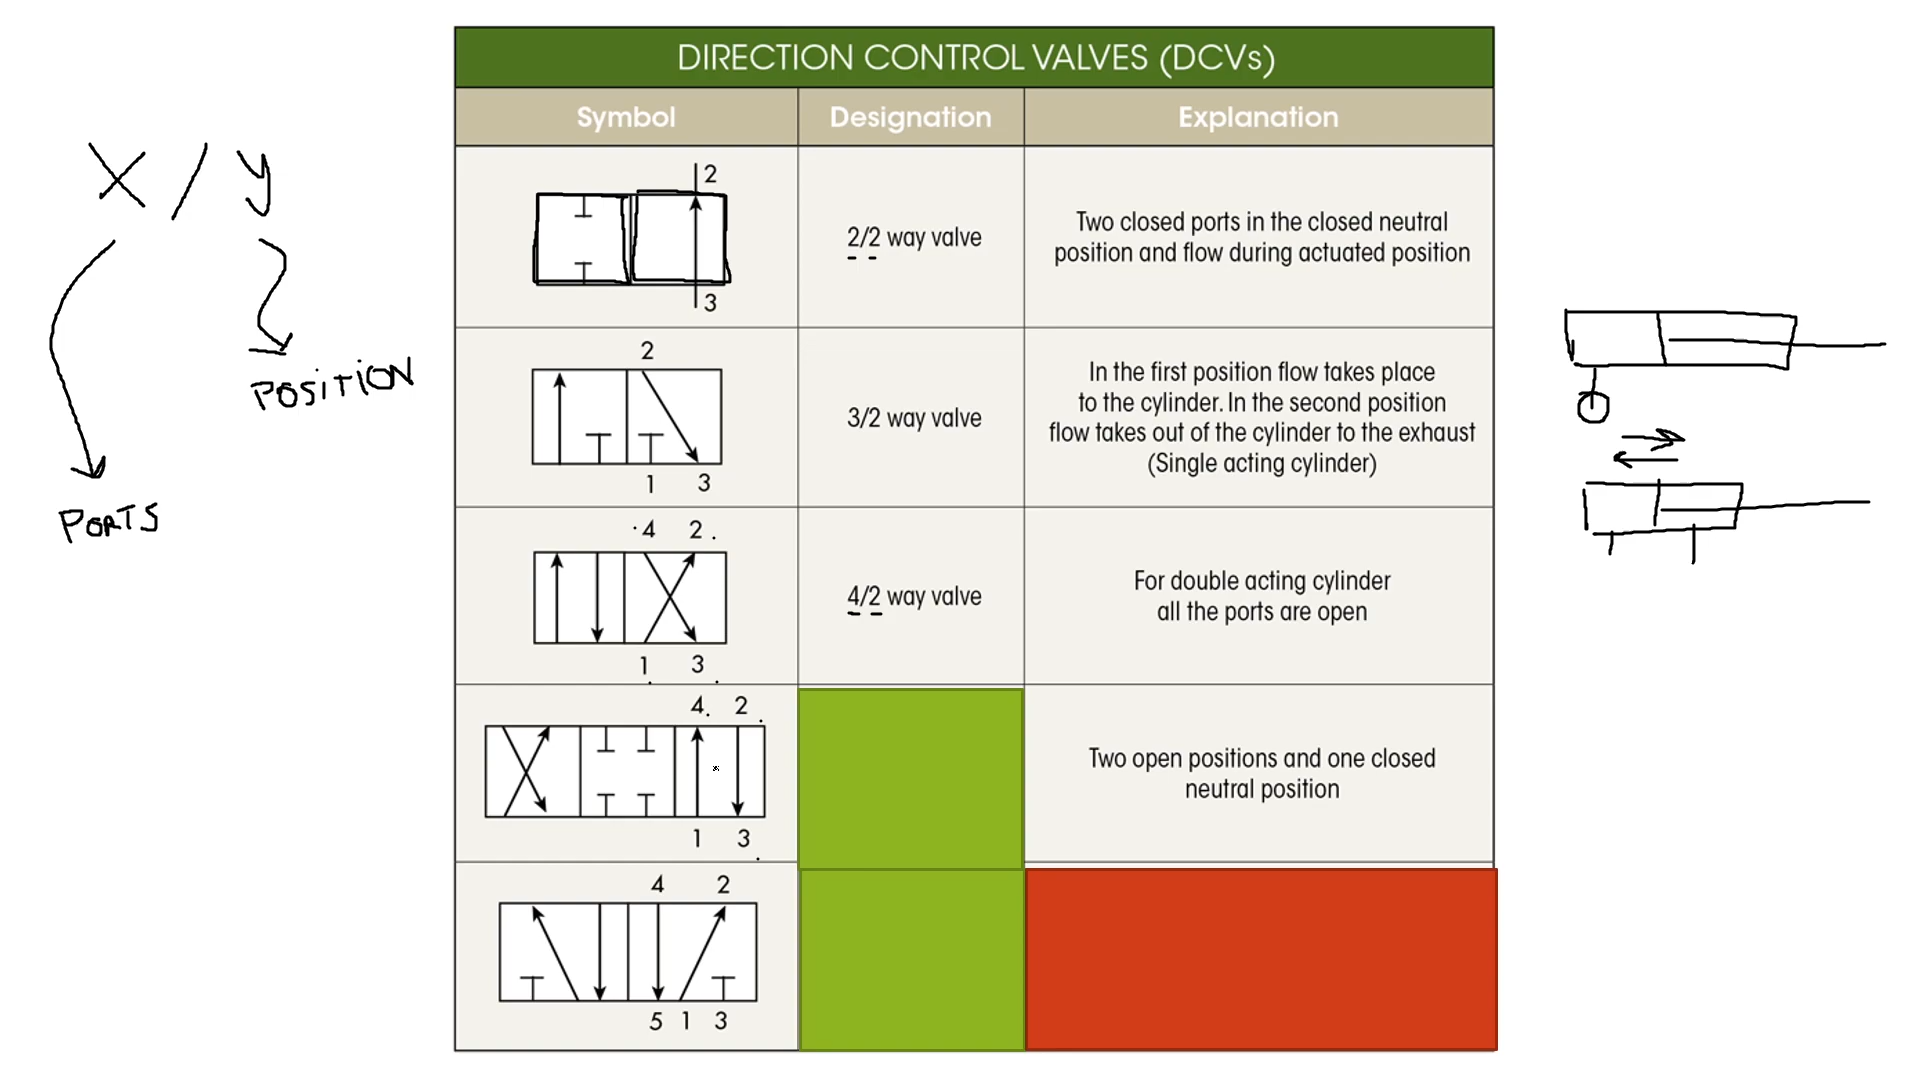 DIRECTION CONTROL VALVES (DCVs)
Symbol Designation Explanation
X / y
POSITION
PORTS
2
3
2/2 way valve
Two closed ports in the closed neutral
position and flow during actuated position
2
1 3
3/2 way valve
In the first position flow takes place
to the cylinder. In the second position
flow takes out of the cylinder to the exhaust
(Single acting cylinder)
4 2
1 3
4/2 way valve
For double acting cylinder
all the ports are open
4 2
1 3
Two open positions and one closed
neutral position
4 2
5 1 3